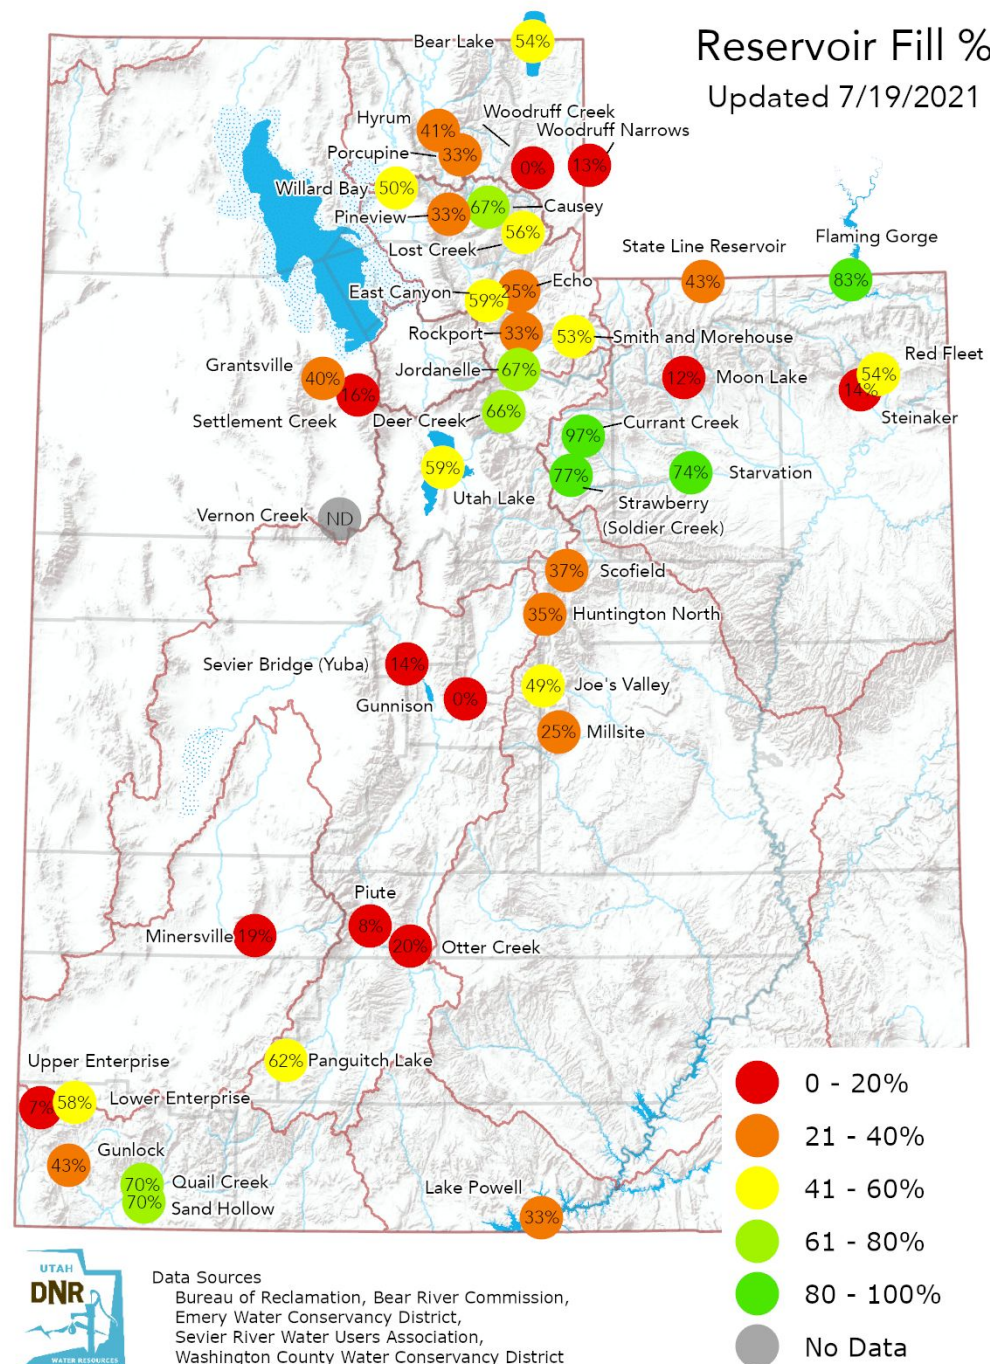 Reservoir Fill %
Updated 7/19/2021
Bear Lake
54%
Woodruff Creek
Hyrum
41%
Woodruff Narrows
Porcupine
33%
0%
13%
Willard Bay
50%
67%
Causey
Pineview
33%
56%
Lost Creek
State Line Reservoir
Flaming Gorge
43%
83%
East Canyon
59%
25%
Echo
Rockport
33%
53%
Smith and Morehouse
Red Fleet
54%
Grantsville
40%
Jordanelle
67%
12%
Moon Lake
14%
Steinaker
16%
Settlement Creek
Deer Creek
66%
97%
Currant Creek
59%
Utah Lake
77%
74%
Starvation
Strawberry
(Soldier Creek)
Vernon Creek
ND
37%
Scofield
35%
Huntington North
Sevier Bridge (Yuba)
14%
49%
Joe's Valley
Gunnison
0%
25%
Millsite
Piute
8%
Minersville
19%
20%
Otter Creek
Upper Enterprise
62%
Panguitch Lake
7%
58%
Lower Enterprise
Gunlock
43%
70%
Quail Creek
70%
Sand Hollow
Lake Powell
33%
0 - 20%
21 - 40%
41 - 60%
61 - 80%
80 - 100%
No Data
UTAH
DNR
WATER RESOURCES
Data Sources
Bureau of Reclamation, Bear River Commission,
Emery Water Conservancy District,
Sevier River Water Users Association,
Washington County Water Conservancy District